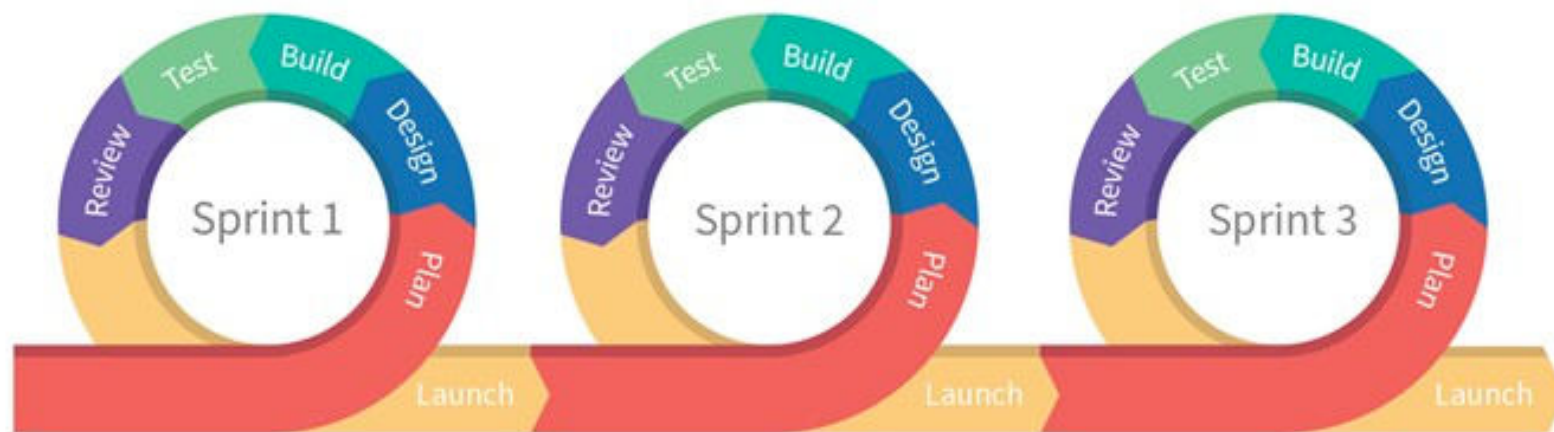 Sprint 1
Plan
Design
Build
Test
Review
Launch
Sprint 2
Plan
Design
Build
Test
Review
Launch
Sprint 3
Plan
Design
Build
Test
Review
Launch